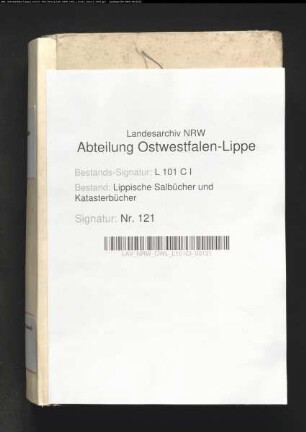 Landesarchiv NRW
Abteilung Ostwestfalen-Lippe
Bestands-Signatur: L 101 C I
Bestand: Lippische Salbücher und
Katasterbücher
Signatur: Nr. 121